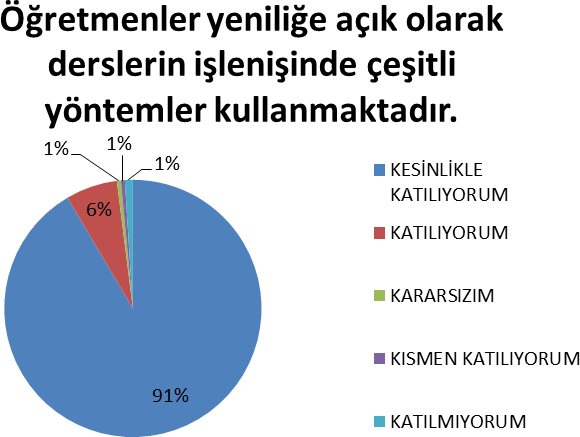 Öğretmenler yeniliğe açık olarak
derslerin işlenişinde çeşitli
yöntemler kullanmaktadır.
1%
1%
1%
6%
91%
KESİNLİKLE
KATILIYORUM
KATILIYORUM
KARARSIZIM
KISMEN KATILIYORUM
KATILMIYORUM